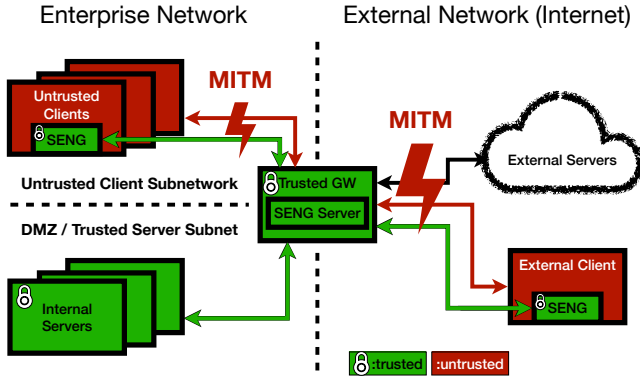 Enterprise Network
External Network (Internet)
MITM
Untrusted
Clients
SENG
MITM
External Servers
Untrusted Client Subnetwork
Trusted GW
SENG Server
DMZ / Trusted Server Subnet
External Client
SENG
Internal
Servers
:trusted
:untrusted